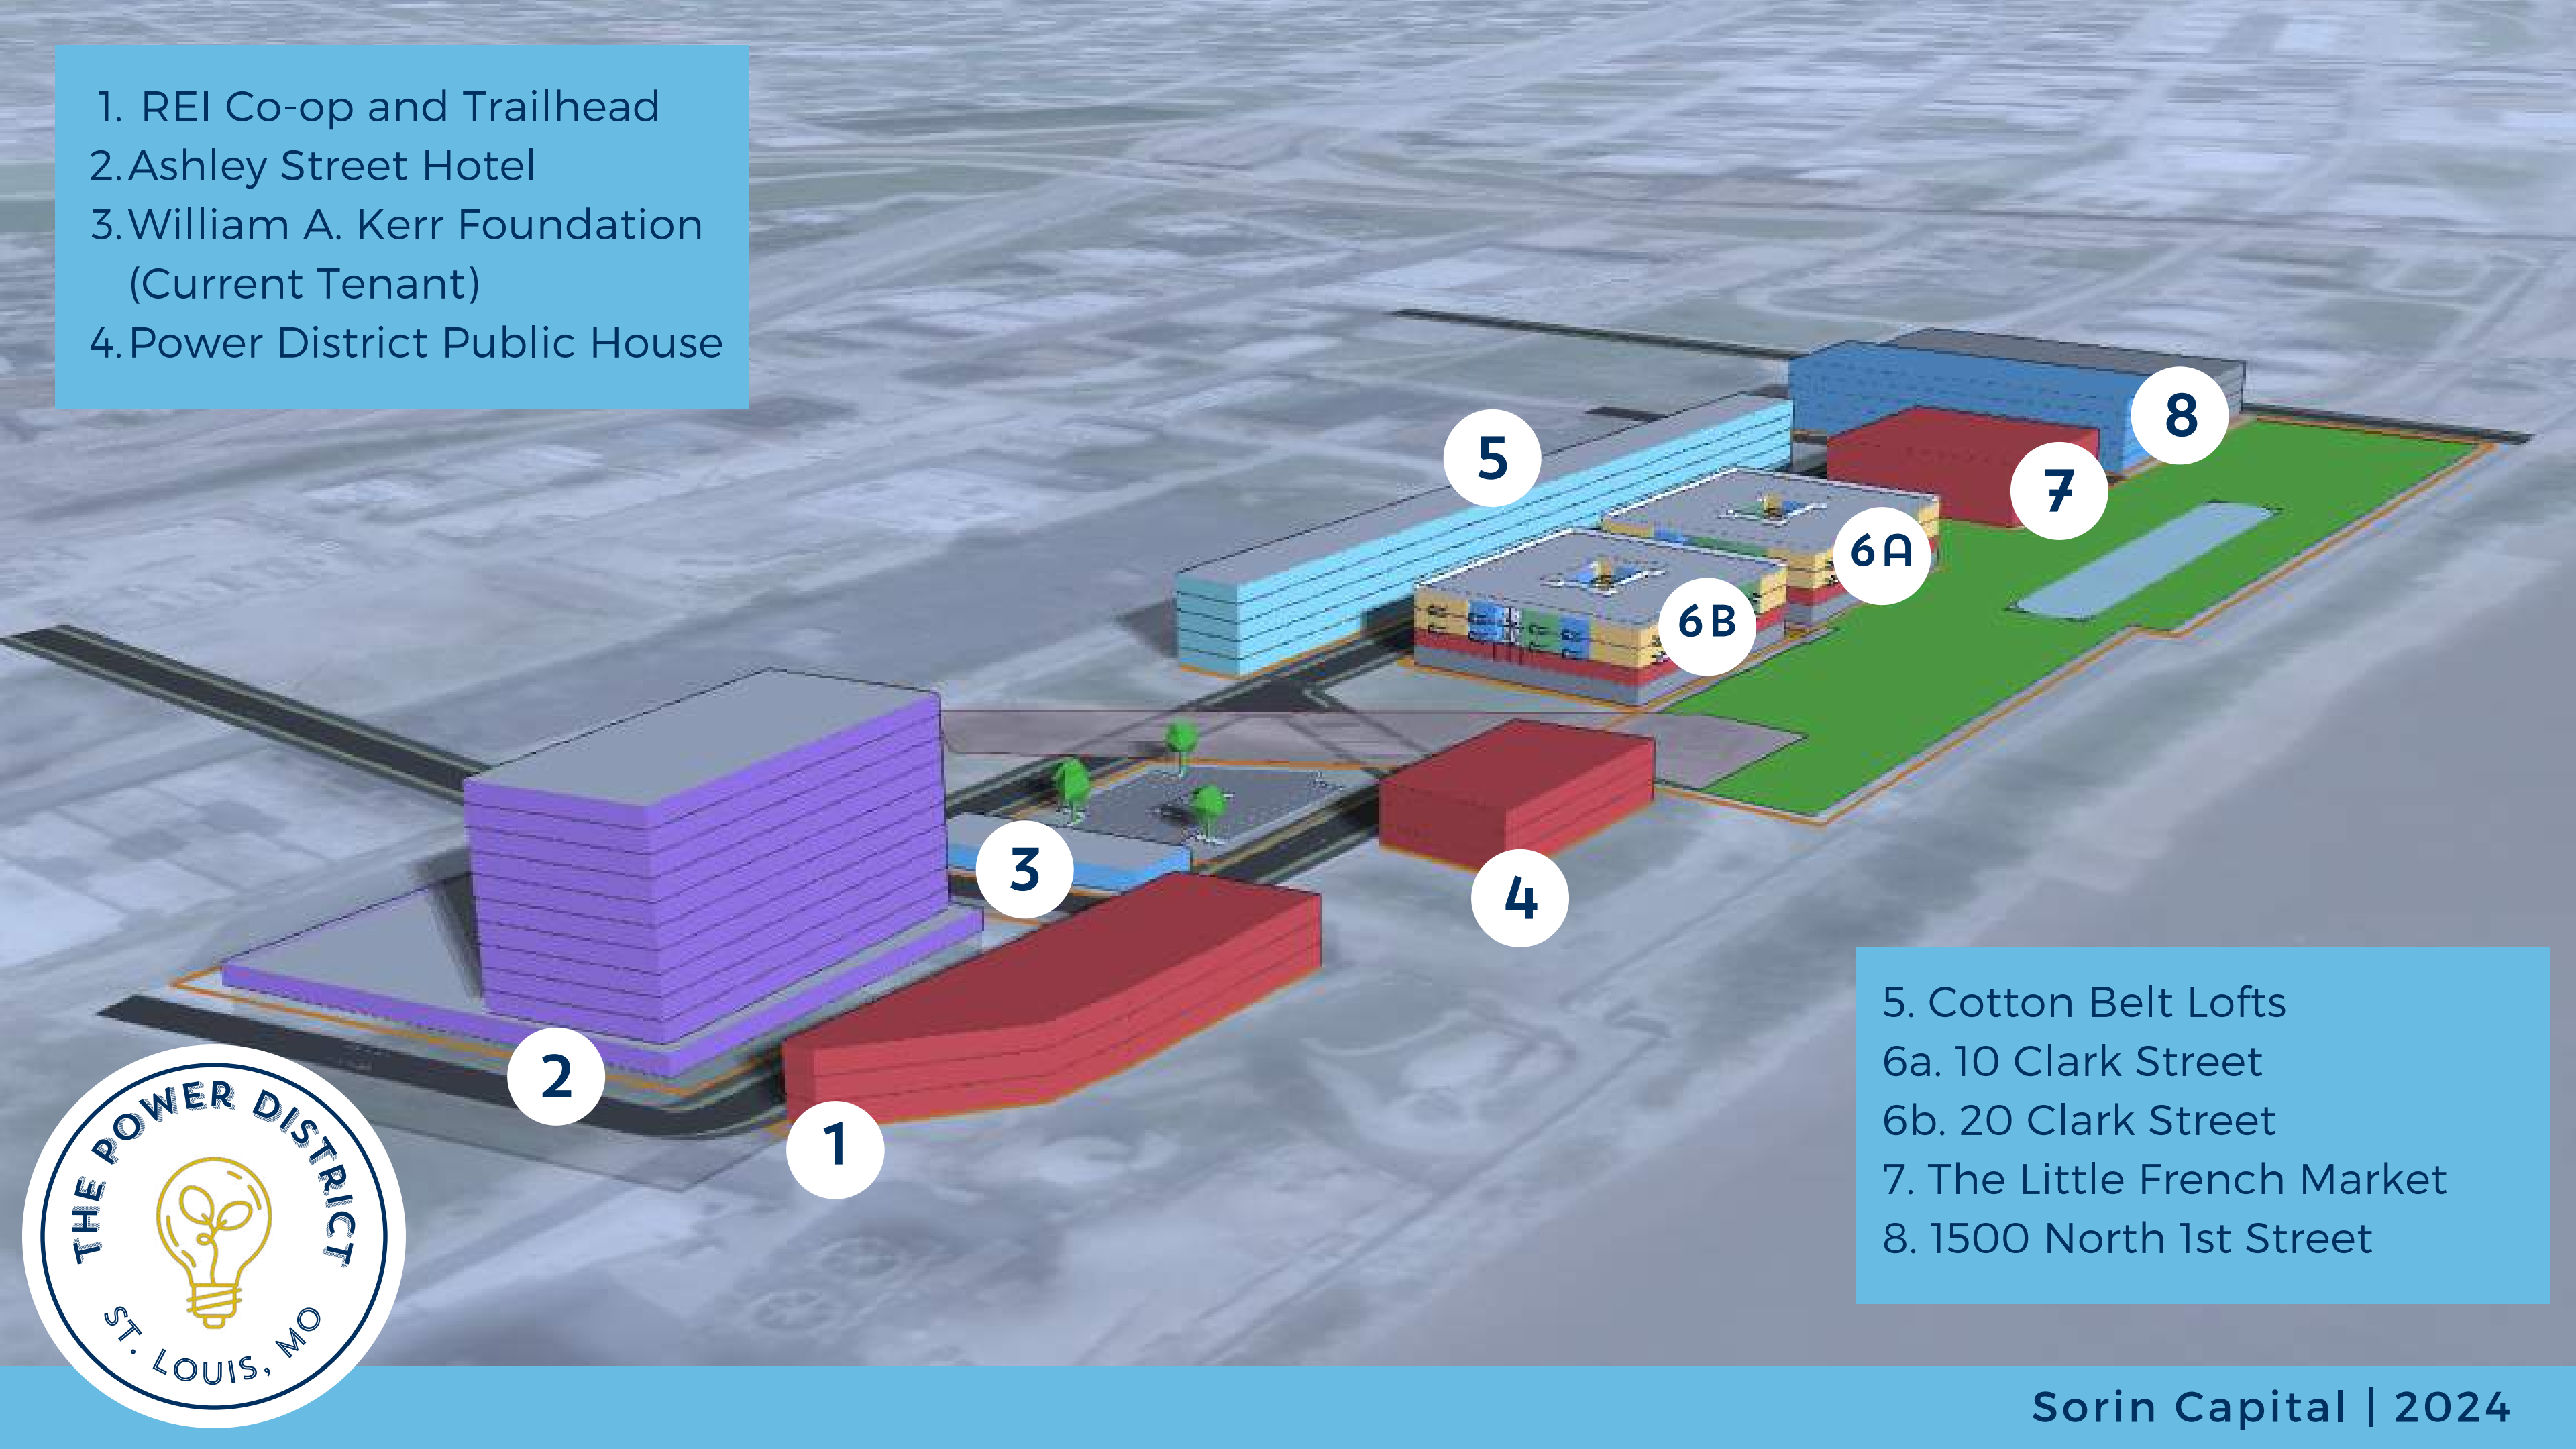 1. REI Co-op and Trailhead
2. Ashley Street Hotel
3. William A. Kerr Foundation
(Current Tenant)
4. Power District Public House
8
5
7
6A
6B
3
4
2
1
5. Cotton Belt Lofts
6a. 10 Clark Street
6b. 20 Clark Street
7. The Little French Market
8. 1500 North 1st Street
THE POWER DISTRICT
ST. LOUIS, MO
Sorin Capital | 2024